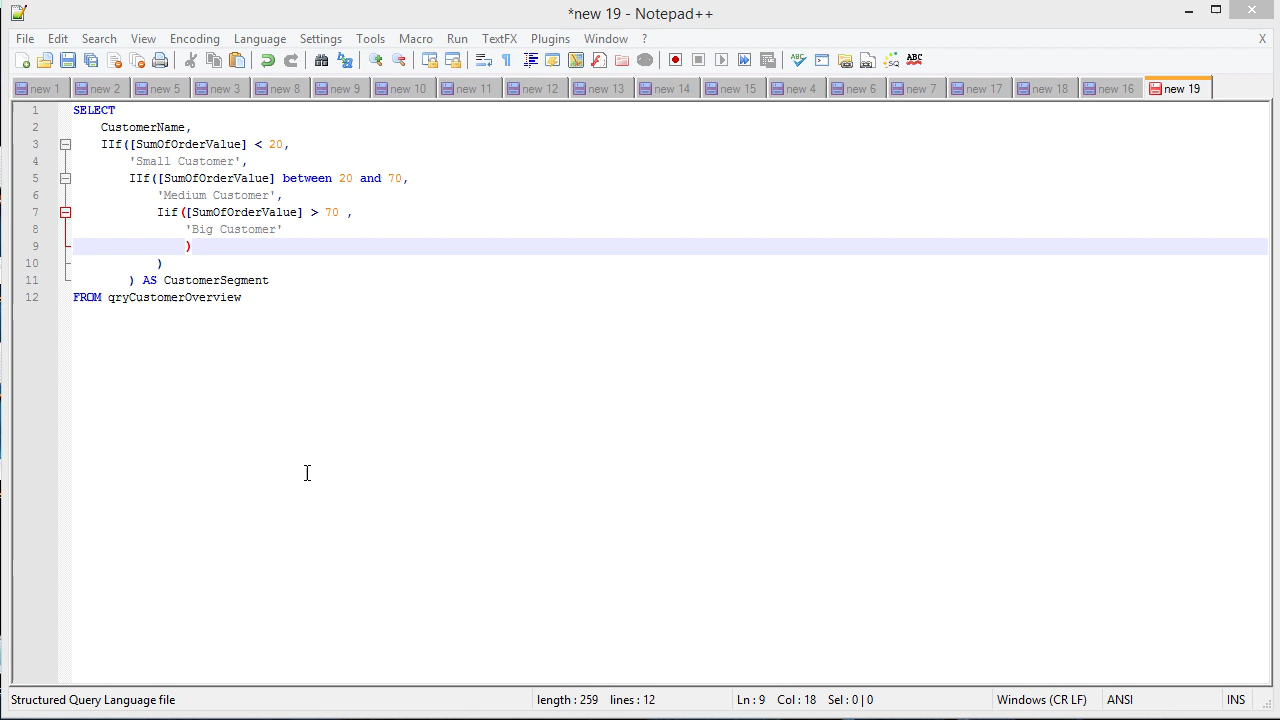 *new 19 - Notepad++
File Edit Search View Encoding Language Settings Tools Macro Run TextFX Plugins Window ? X
new 1 new 2 new 5 new 3 new 8 new 9 new 10 new 11 new 12 new 13 new 14 new 15 new 4 new 6 new 7 new 17 new 18 new 16 new 19
1 SELECT
2 CustomerName,
3 IIf([SumOfOrderValue] < 20,
4 'Small Customer',
5 IIf([SumOfOrderValue] between 20 and 70,
6 'Medium Customer',
7 Iif([SumOfOrderValue] > 70 ,
8 'Big Customer'
9 )
10 )
11 ) AS CustomerSegment
12 FROM qryCustomerOverview
Structured Query Language file length : 259 lines : 12 Ln : 9 Col : 18 Sel : 0 | 0 Windows (CR LF) ANSI INS